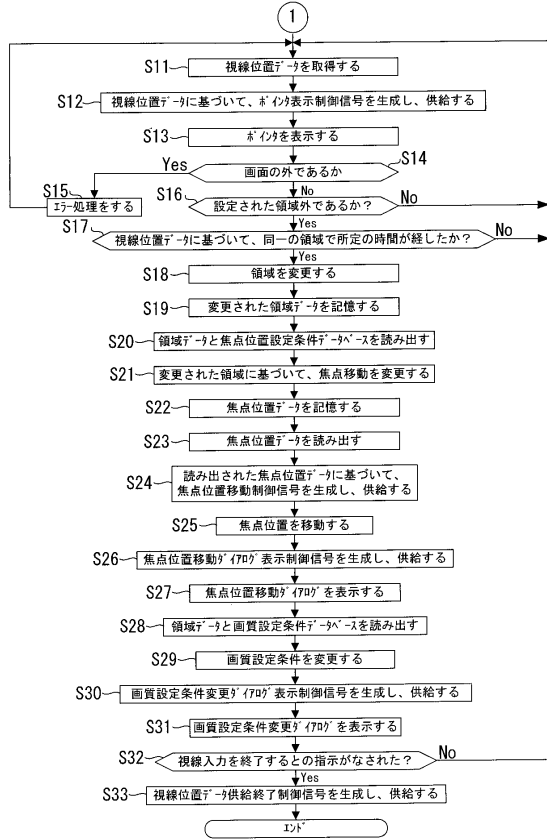 1
S11
視線位置データを取得する
S12
視線位置データに基づいて、ポインタ表示制御信号を生成し、供給する
S13
ポインタを表示する
S14
画面の外であるか
Yes
No
S15
エラー処理をする
S16
設定された領域外であるか？
No
Yes
S17
視線位置データに基づいて、同一の領域で所定の時間が経したか？
No
Yes
S18
領域を変更する
S19
変更された領域データを記憶する
S20
領域データと焦点位置設定条件データベースを読み出す
S21
変更された領域に基づいて、焦点移動を変更する
S22
焦点位置データを記憶する
S23
焦点位置データを読み出す
S24
読み出された焦点位置データに基づいて、
焦点位置移動制御信号を生成し、供給する
S25
焦点位置を移動する
S26
焦点位置移動ダイアログ表示制御信号を生成し、供給する
S27
焦点位置移動ダイアログを表示する
S28
領域データと画質設定条件データベースを読み出す
S29
画質設定条件を変更する
S30
画質設定条件変更ダイアログ表示制御信号を生成し、供給する
S31
画質設定条件変更ダイアログを表示する
S32
視線入力を終了するとの指示がなされた？
No
Yes
S33
視線位置データ供給終了制御信号を生成し、供給する
エンド